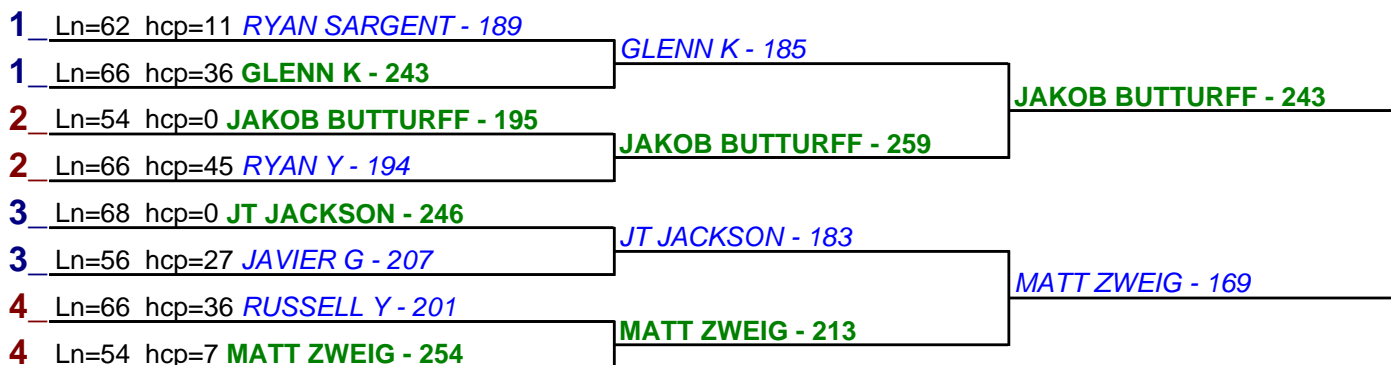 1_ Ln=62 hcp=11 RYAN SARGENT - 189
GLENN K - 185
1_ Ln=66 hcp=36 GLENN K - 243
JAKOB BUTTURFF - 243
2_ Ln=54 hcp=0 JAKOB BUTTURFF - 195
JAKOB BUTTURFF - 259
2_ Ln=66 hcp=45 RYAN Y - 194
3_ Ln=68 hcp=0 JT JACKSON - 246
JT JACKSON - 183
3_ Ln=56 hcp=27 JAVIER G - 207
MATT ZWEIG - 169
4_ Ln=66 hcp=36 RUSSELL Y - 201
MATT ZWEIG - 213
4 Ln=54 hcp=7 MATT ZWEIG - 254